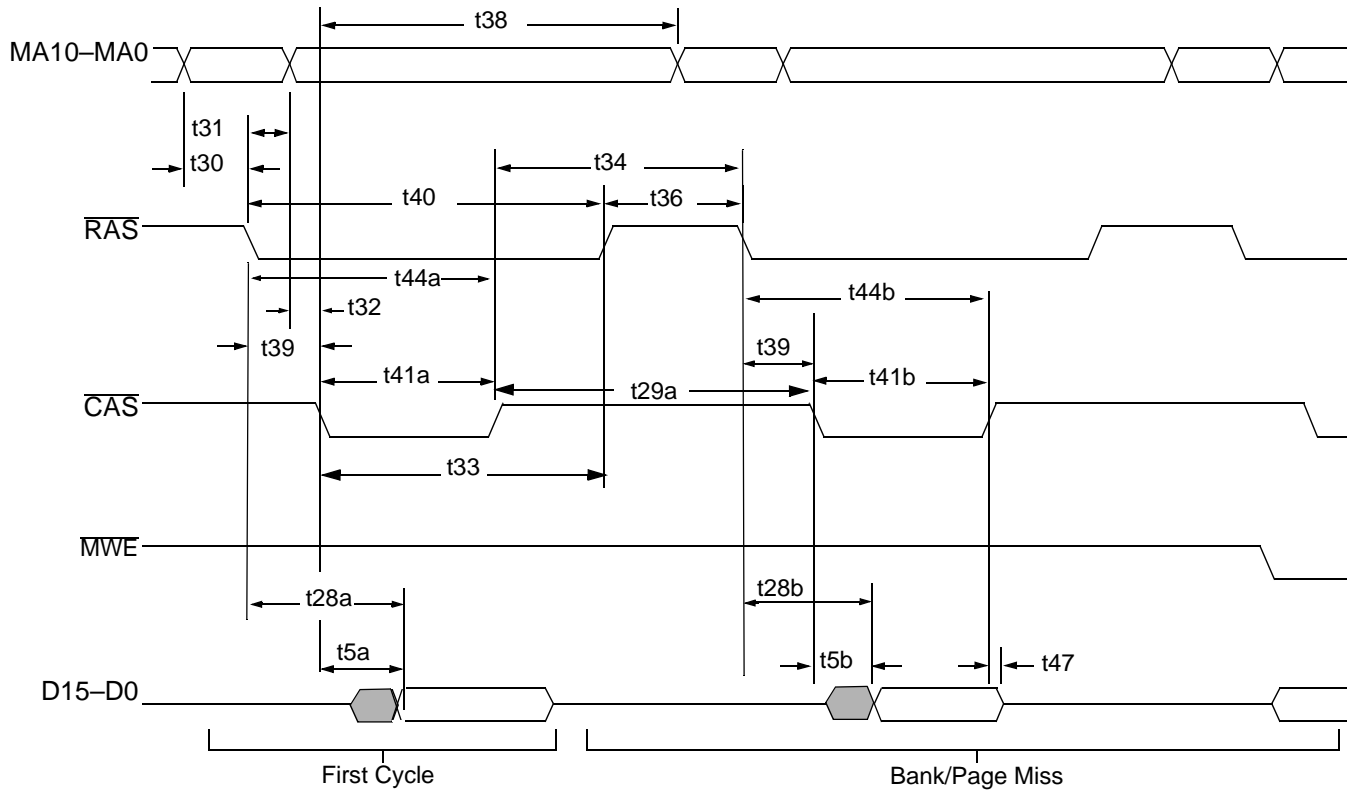 t38
MA10–MA0
t31
t30
t34
t40
t36
RAS
t44a
t44b
t32
t39
t39
t41a
t29a
t41b
CAS
t33
MWE
t28a
t28b
t5a
t5b
t47
D15–D0
First Cycle
Bank/Page Miss